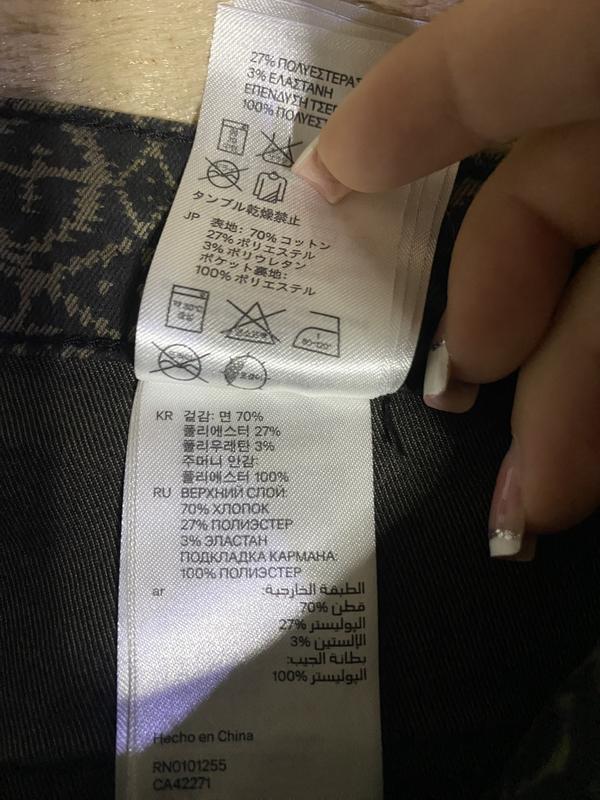 27% ΠΟΛΥΕΣΤΕΡΑΣ
3% ΕΛΑΣΤΑΝΗ
ΕΠΕΝΔΥΣΗ
100%
タンブル乾燥禁止
JP 表地: 70% コットン
27% ポリエステル
3% ポリウレタン
ポケット裏地:
100% ポリエステル
80-120°
KR 겉감: 면 70%
폴리에스터 27%
폴리우레탄 3%
주머니 안감:
폴리에스터 100%
RU ВЕРХНИЙ СЛОЙ:
70% ХЛОПОК
27% ПОЛИЭСТЕР
3% ЭЛАСТАН
ПОДКЛАДКА КАРМАНА:
100% ПОЛИЭСТЕР
ar الطبقة الخارجية:
قطن 70%
البوليستر 27%
الإلستين 3%
بطانة الجيب:
البوليستر 100%
Hecho en China
RN0101255
CA42271